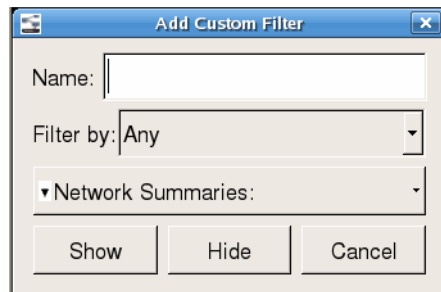 Add Custom Filter
Name:
Filter by: Any
Network Summaries:
Show Hide Cancel